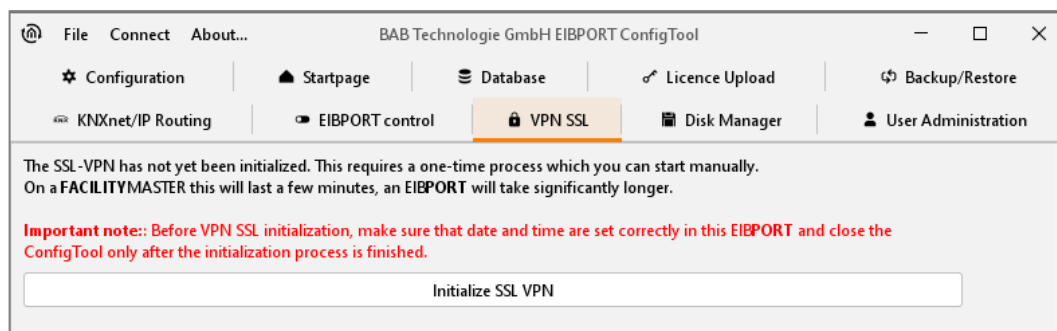 File Connect About... BAB Technologie GmbH EIBPORT ConfigTool
Configuration Startpage Database Licence Upload Backup/Restore
KNX KNXnet/IP Routing EIBPORT control VPN SSL Disk Manager User Administration
The SSL-VPN has not yet been initialized. This requires a one-time process which you can start manually.
On a FACILITYMASTER this will last a few minutes, an EIBPORT will take significantly longer.
Important note:: Before VPN SSL initialization, make sure that date and time are set correctly in this EIBPORT and close the
ConfigTool only after the initialization process is finished.
Initialize SSL VPN